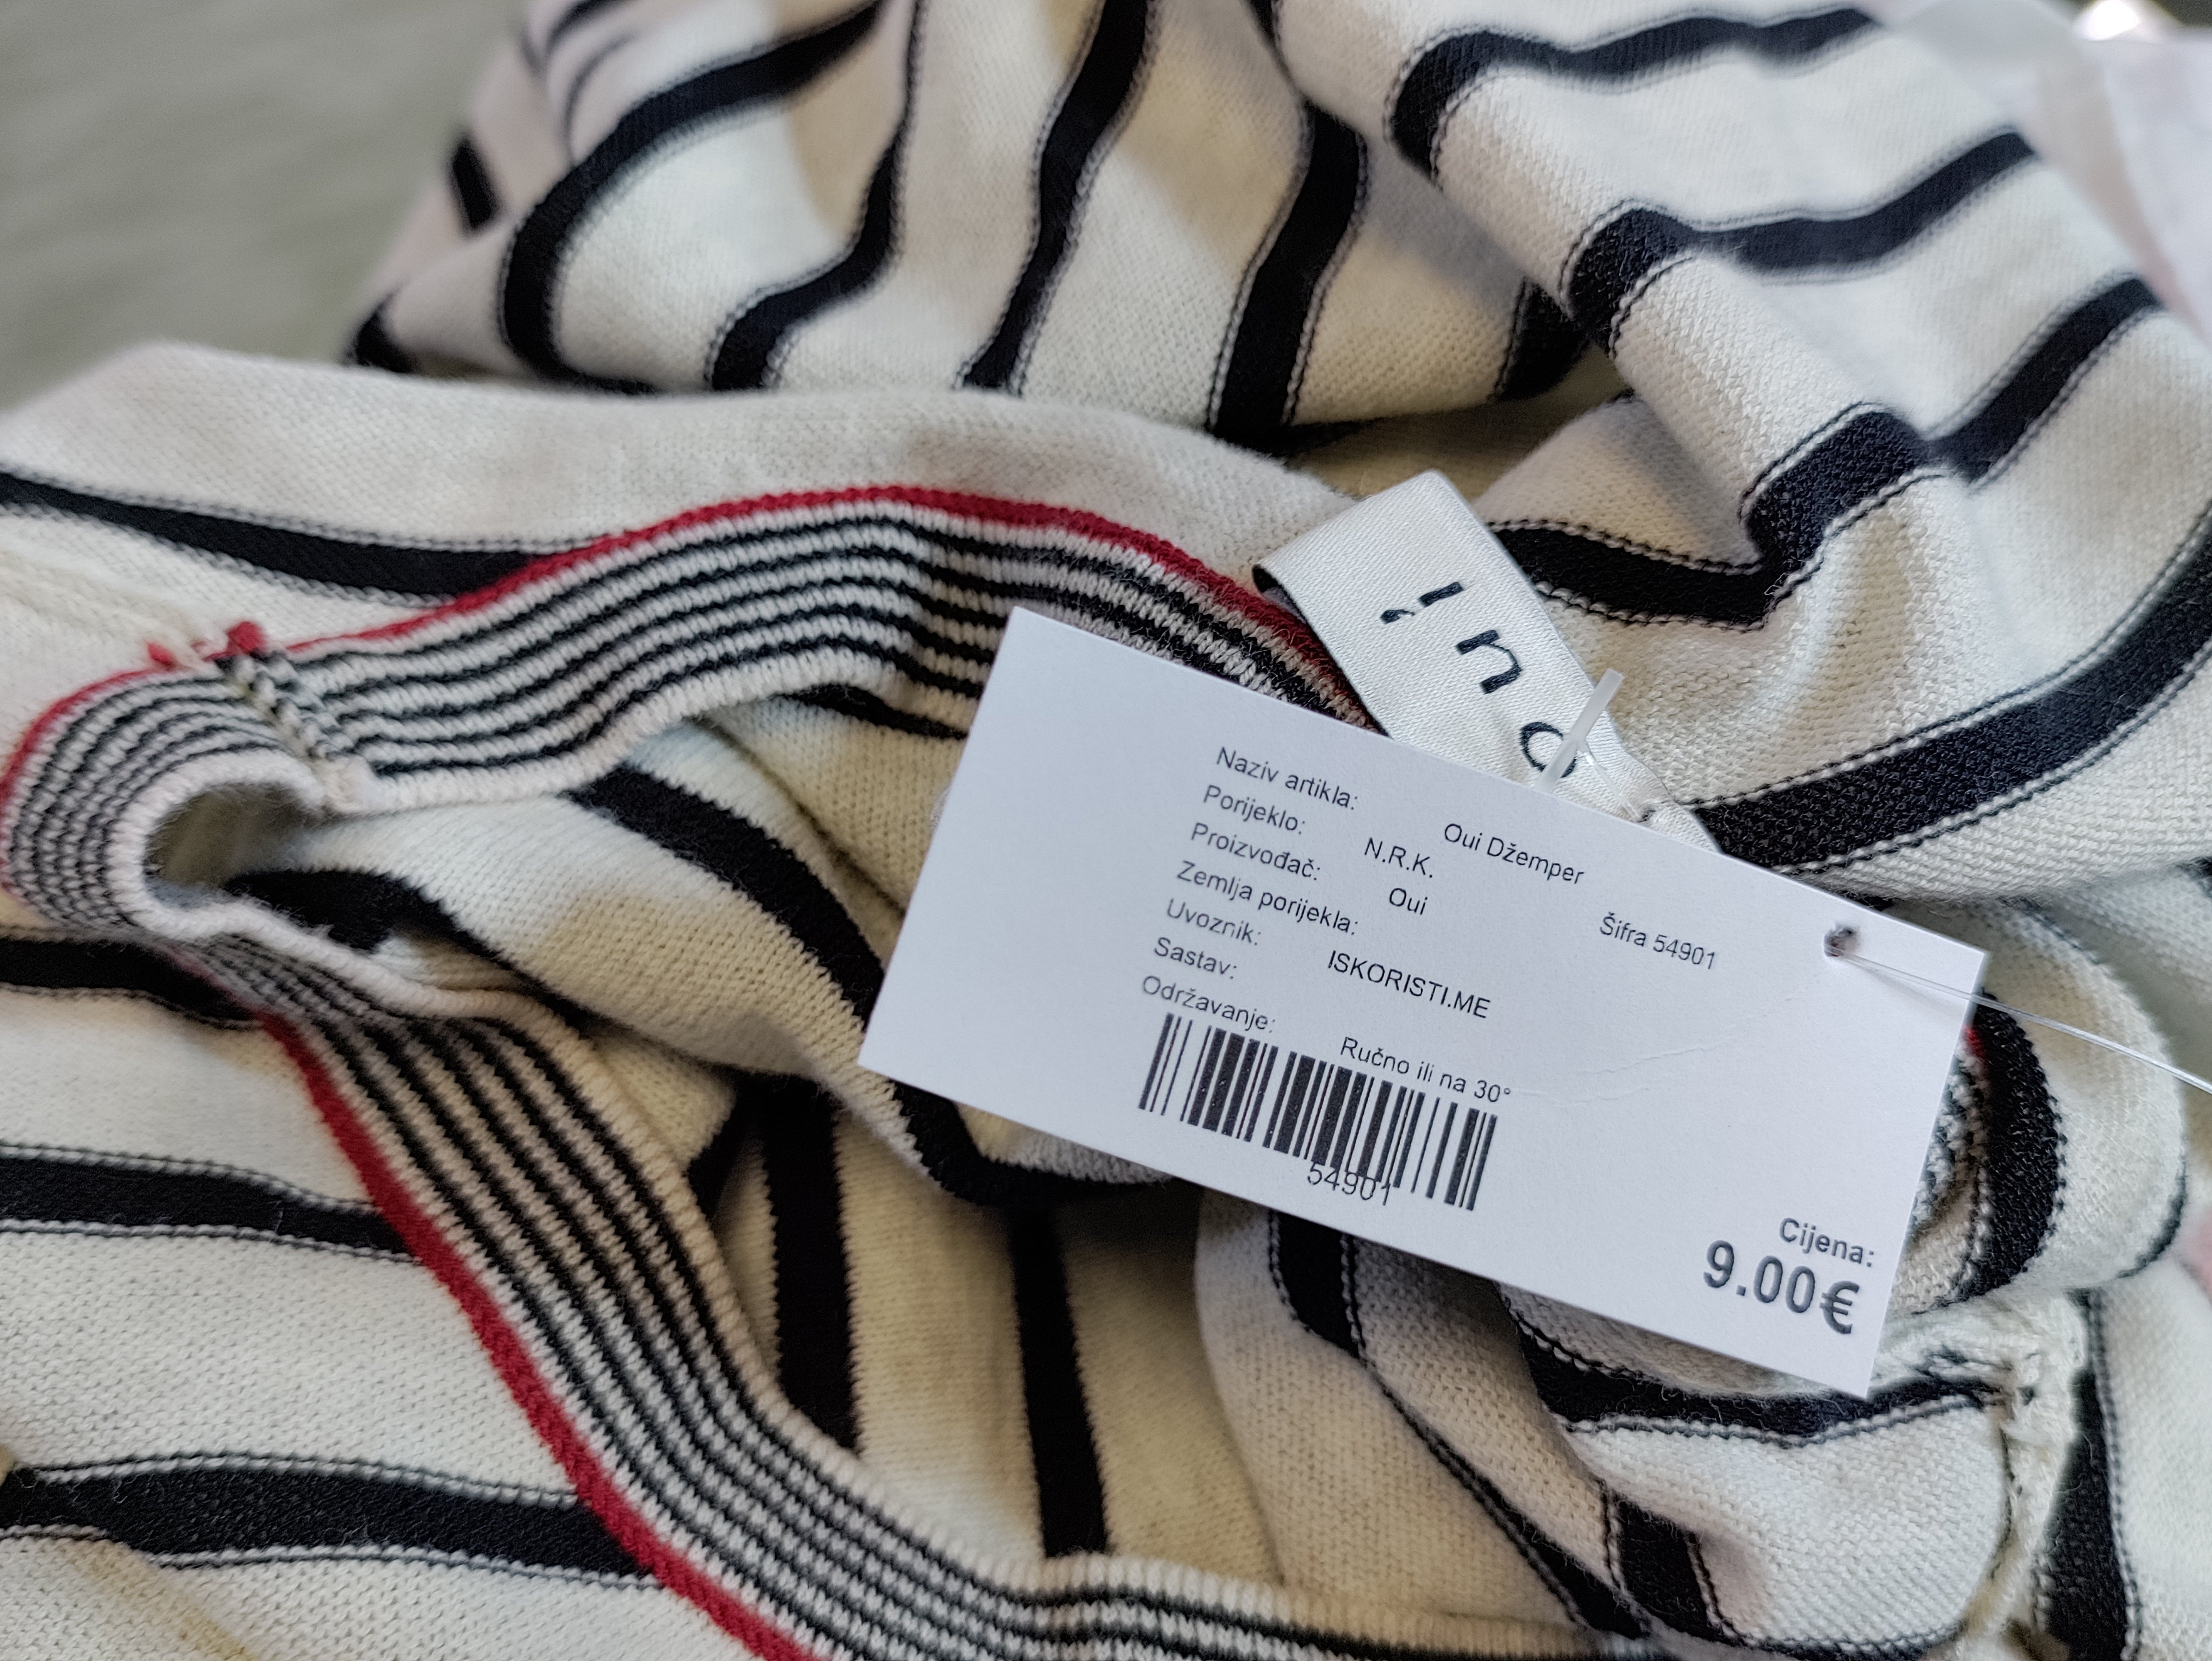 Naziv artikla: Oui Džemper
Porijeklo: N.R.K.
Proizvođač: Oui
Zemlja porijekla: Šifra 54901
Uvoznik: ISKORISTI.ME
Sastav:
Održavanje: Ručno ili na 30°
54901
Cijena:
9.00€